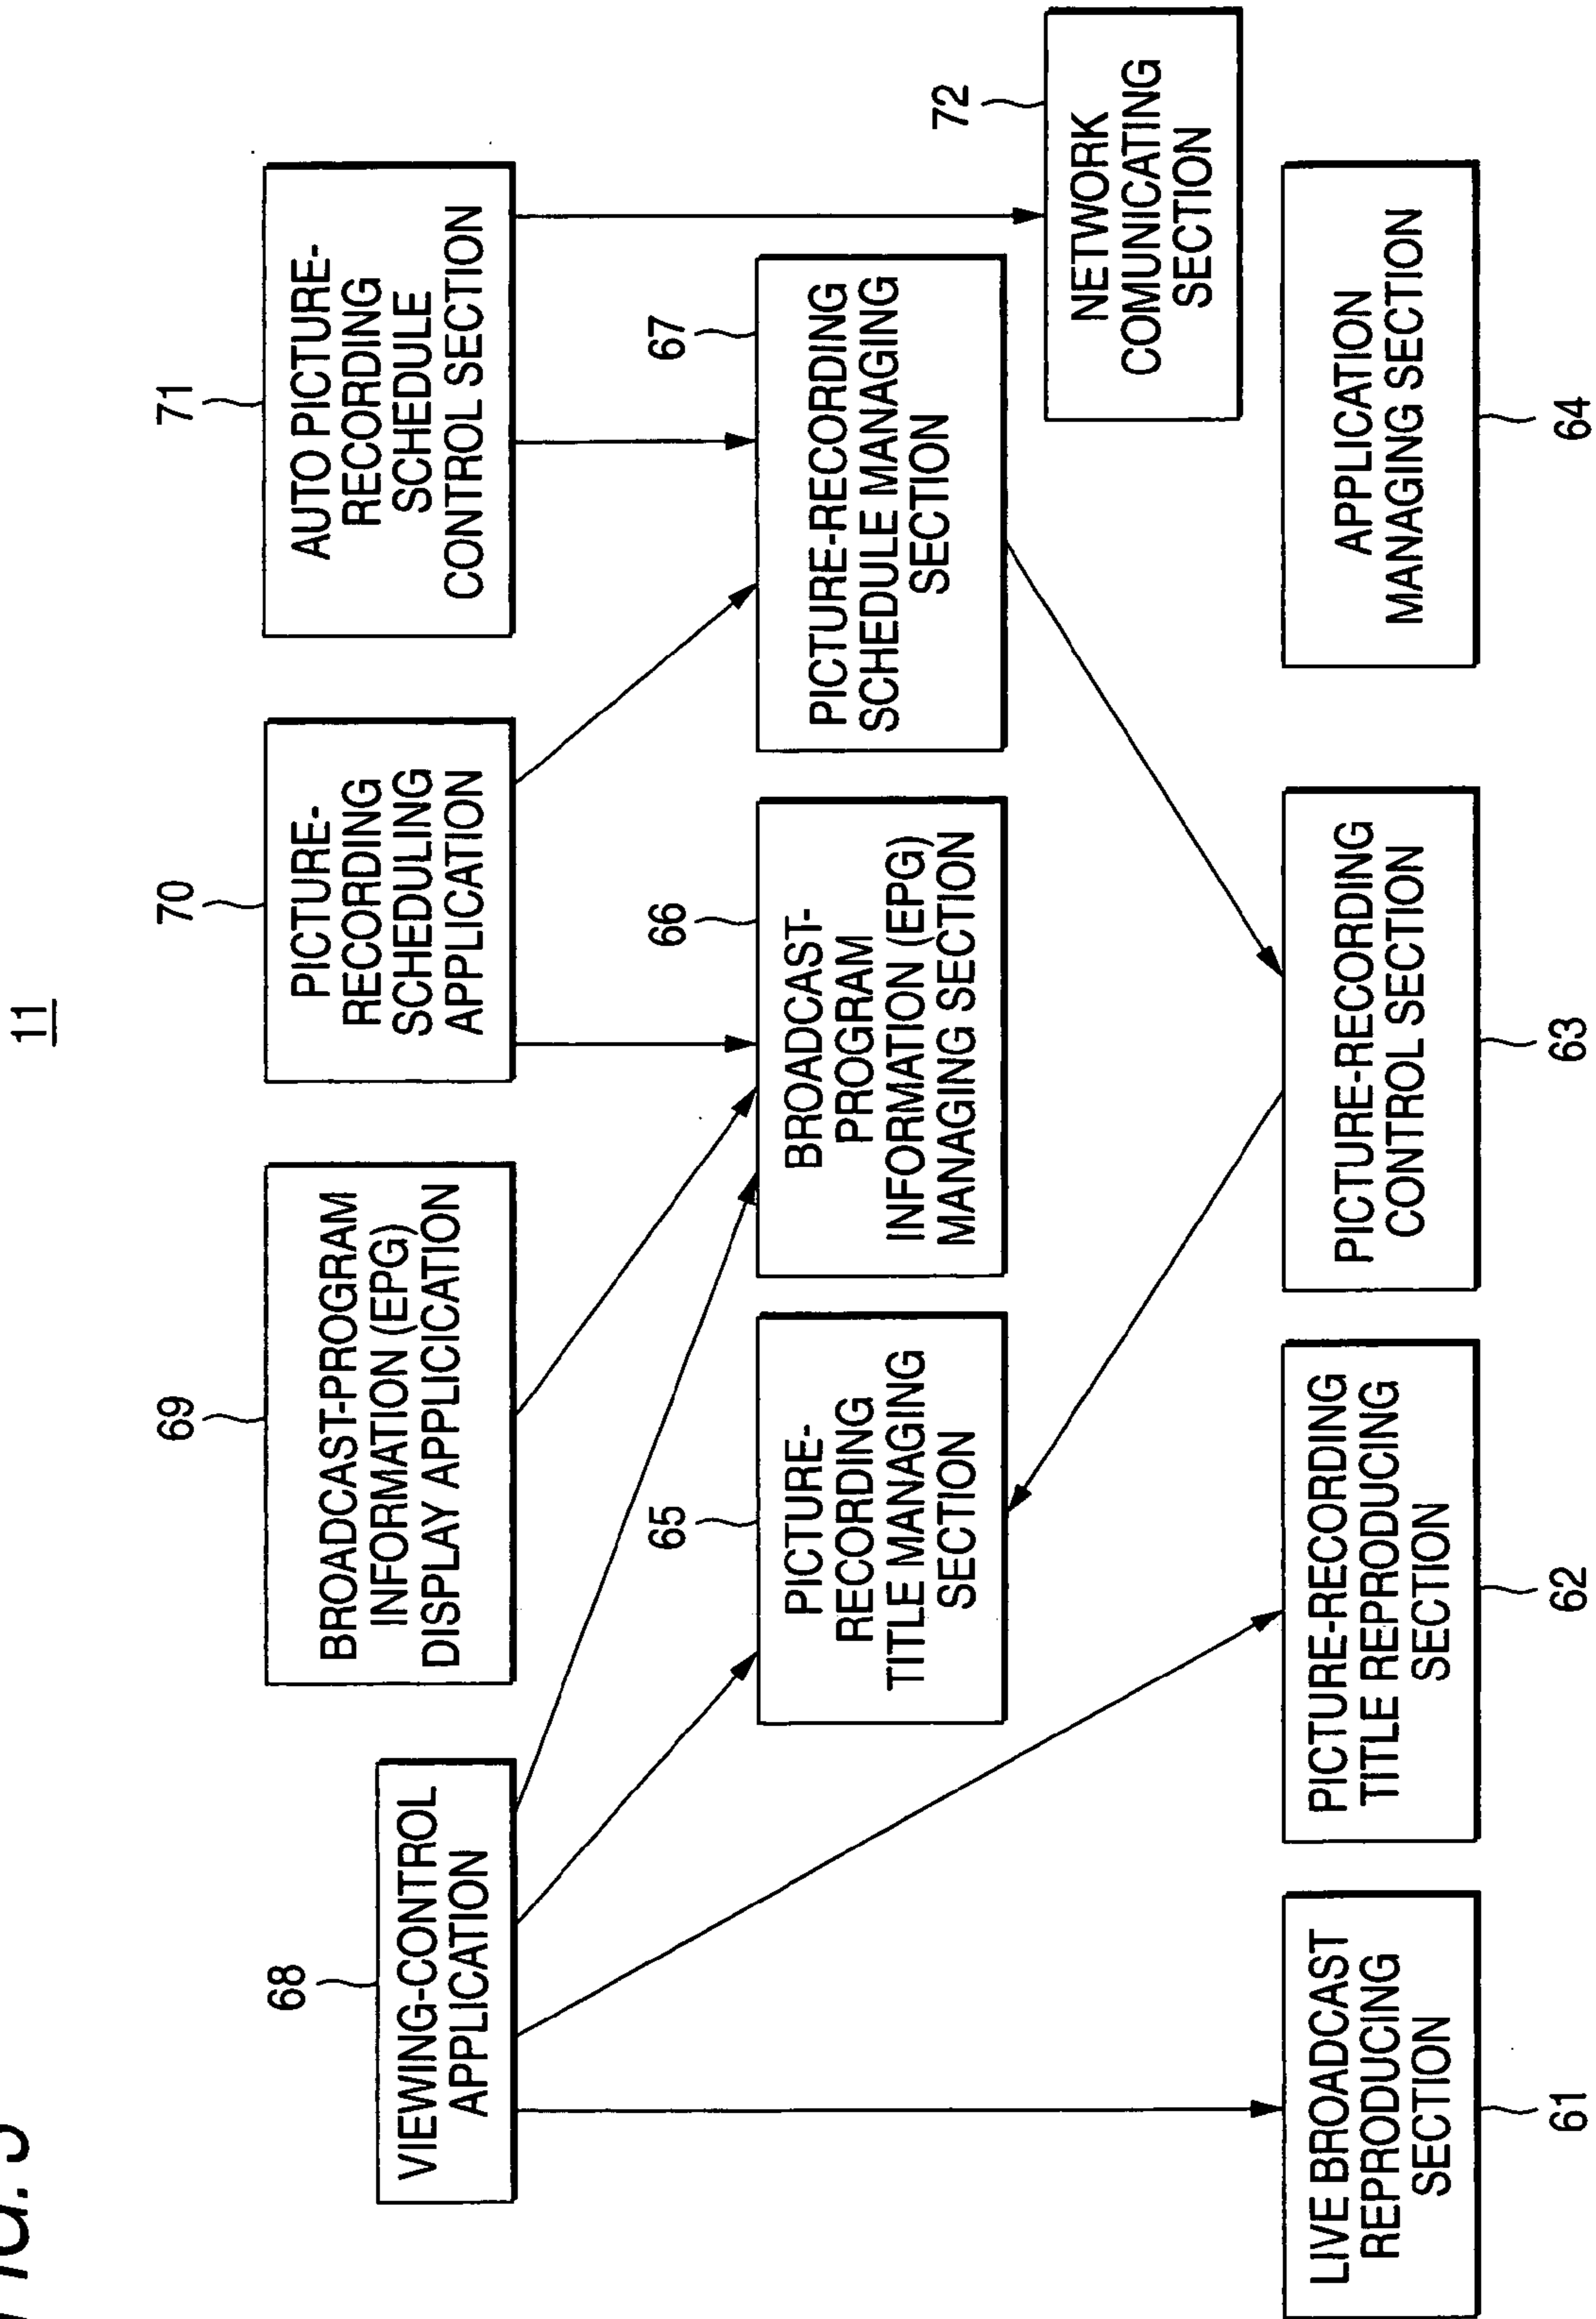 11
71
AUTO PICTURE-
RECORDING
SCHEDULE
CONTROL SECTION
70
PICTURE-
RECORDING
SCHEDULING
APPLICATION
69
BROADCAST-PROGRAM
INFORMATION (EPG)
DISPLAY APPLICICATION
68
VIEWING-CONTROL
APPLICATION
67
PICTURE-RECORDING
SCHEDULE MANAGING
SECTION
66
BROADCAST-
PROGRAM
INFORMATION (EPG)
MANAGING SECTION
65
PICTURE-
RECORDING
TITLE MANAGING
SECTION
72
NETWORK
COMUNICATING
SECTION
APPLICATION
MANAGING SECTION
64
PICTURE-RECORDING
CONTROL SECTION
63
PICTURE-RECORDING
TITLE REPRODUCING
SECTION
62
LIVE BROADCAST
REPRODUCING
SECTION
61